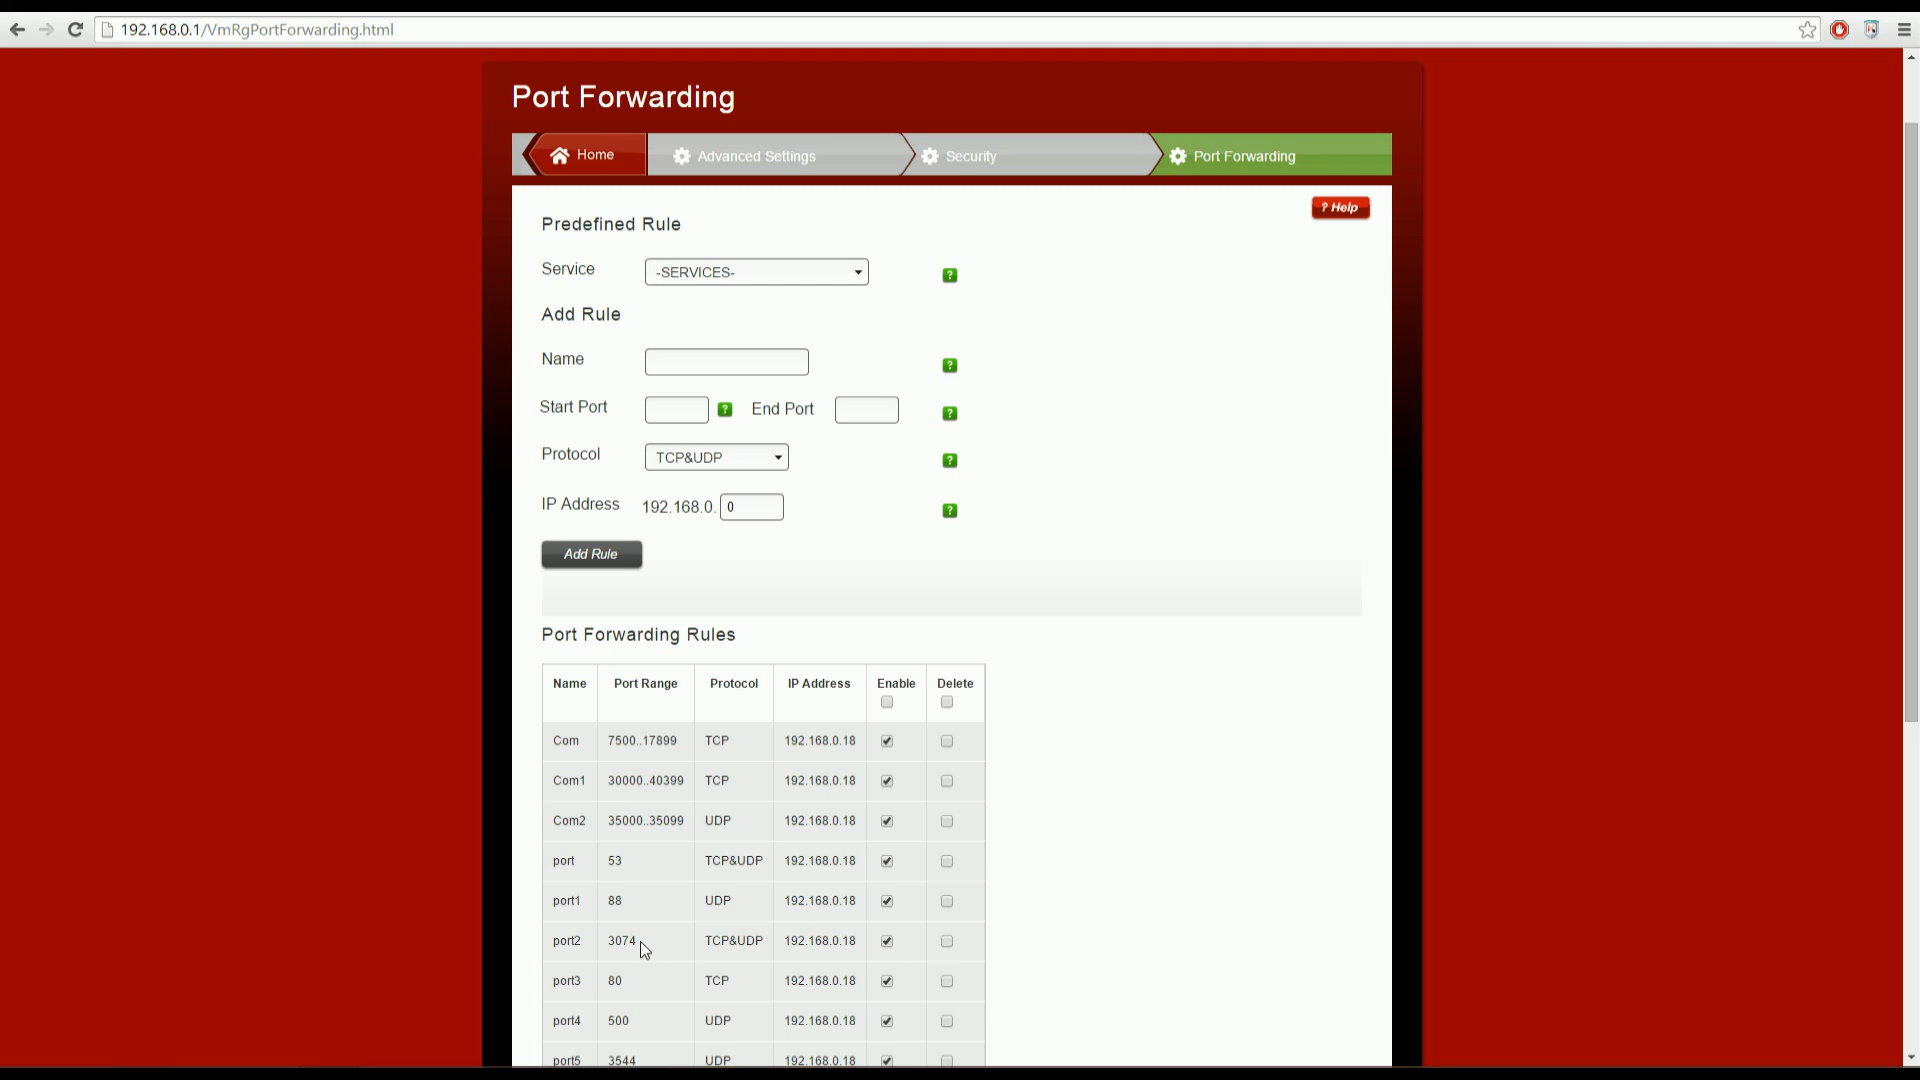 192.168.0.1/VmRgPortForwarding.html
Port Forwarding
Home Advanced Settings Security Port Forwarding
? Help
Predefined Rule
Service -SERVICES- ?
Add Rule
Name ?
Start Port ? End Port ?
Protocol TCP&UDP ?
IP Address 192.168.0. 0 ?
Add Rule
Port Forwarding Rules
Name Port Range Protocol IP Address Enable Delete
Com 7500..17899 TCP 192.168.0.18
Com1 30000..40399 TCP 192.168.0.18
Com2 35000..35099 UDP 192.168.0.18
port 53 TCP&UDP 192.168.0.18
port1 88 UDP 192.168.0.18
port2 3074 TCP&UDP 192.168.0.18
port3 80 TCP 192.168.0.18
port4 500 UDP 192.168.0.18
port5 3544 UDP 192.168.0.18